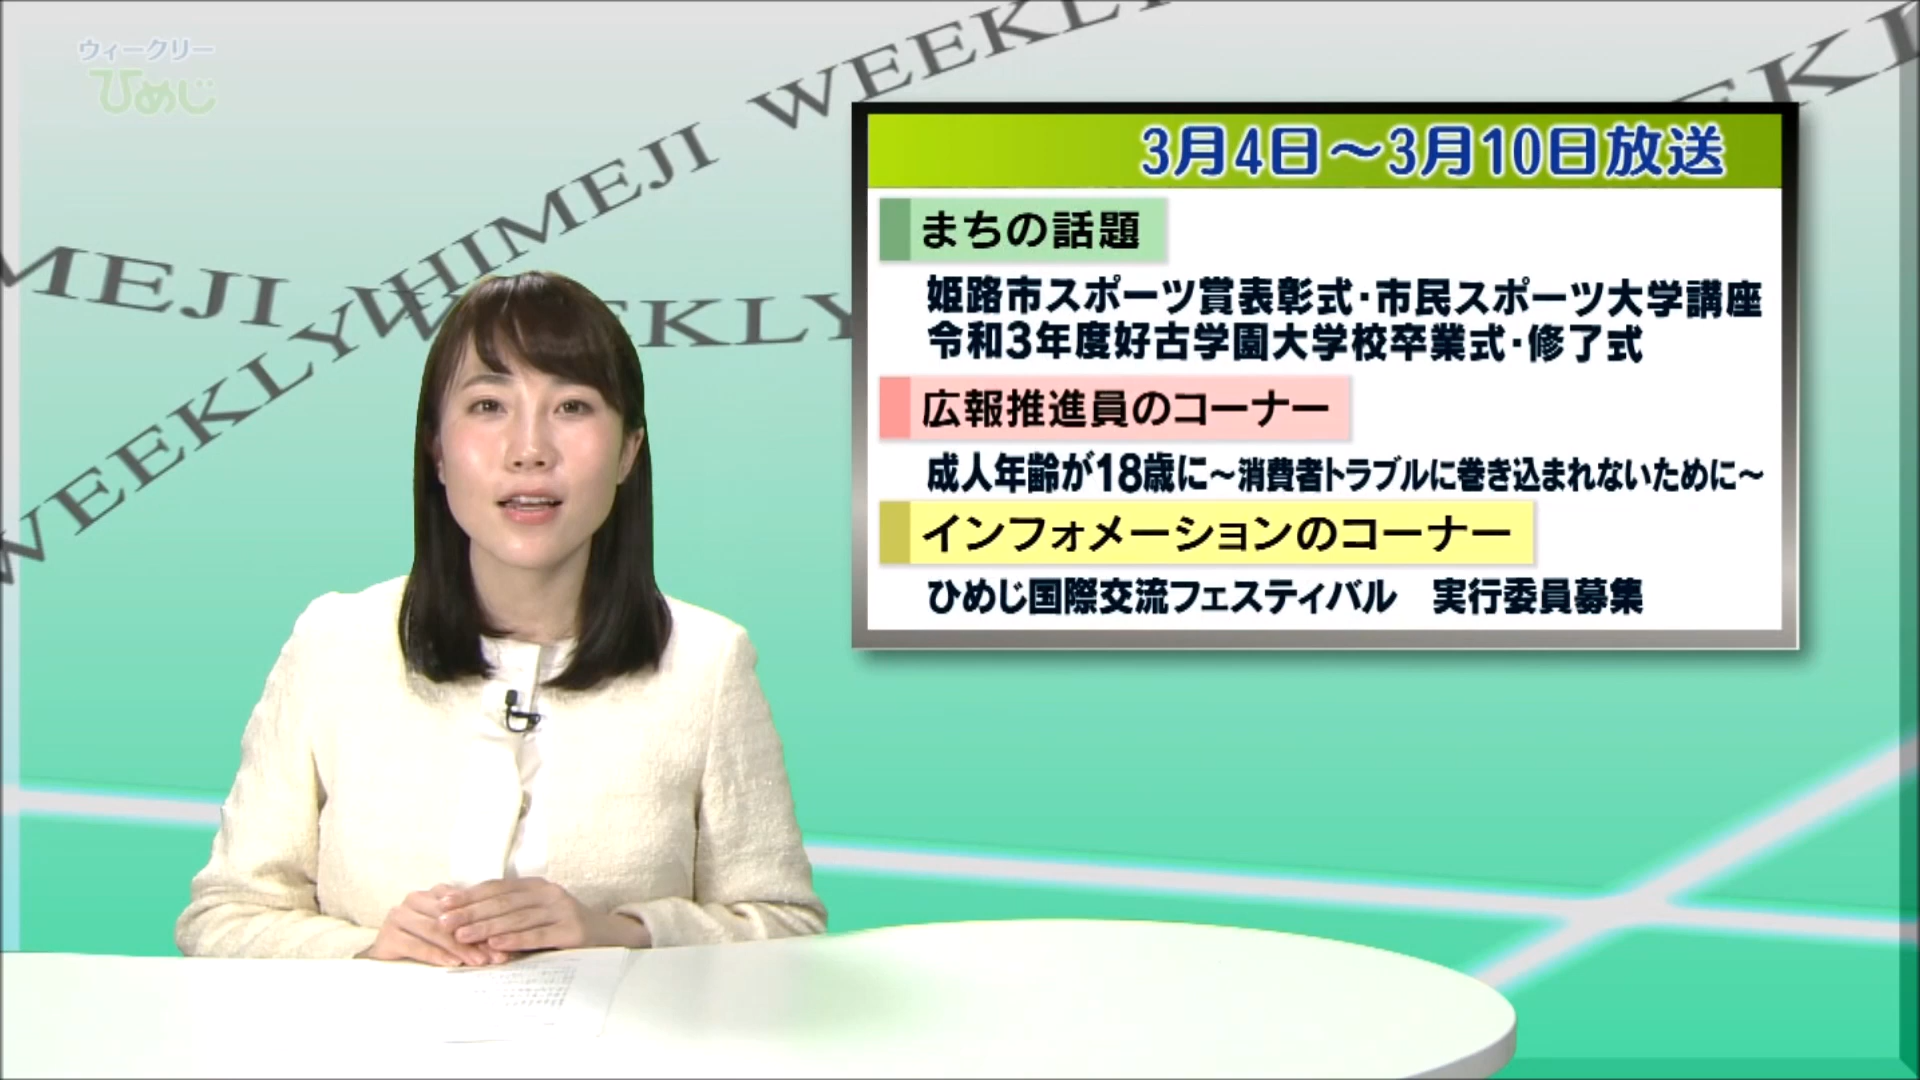 ウィークリー
ひめじ
WEEKLY
EKL
HIMEJI
MEJI
WEEKLY
EKLY
3月4日～3月10日放送
まちの話題
姫路市スポーツ賞表彰式・市民スポーツ大学講座
令和3年度好古学園大学校卒業式・修了式
広報推進員のコーナー
成人年齢が18歳に～消費者トラブルに巻き込まれないために～
インフォメーションのコーナー
ひめじ国際交流フェスティバル　実行委員募集